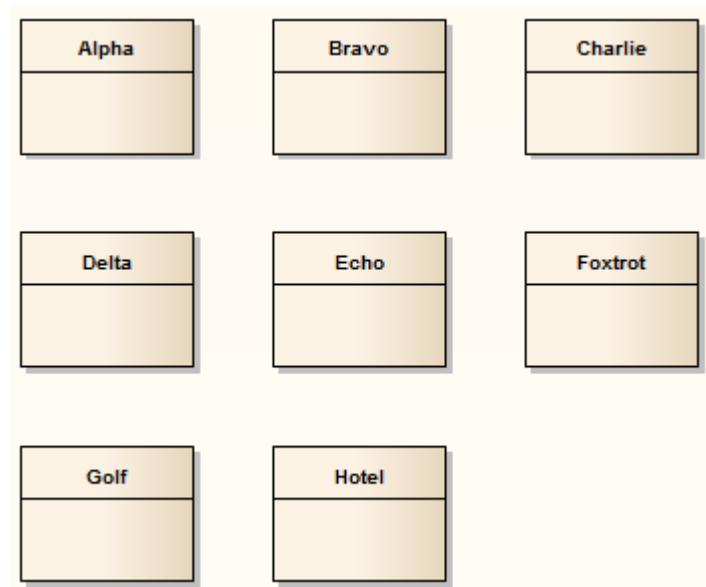 Alpha
Bravo
Charlie
Delta
Echo
Foxtrot
Golf
Hotel